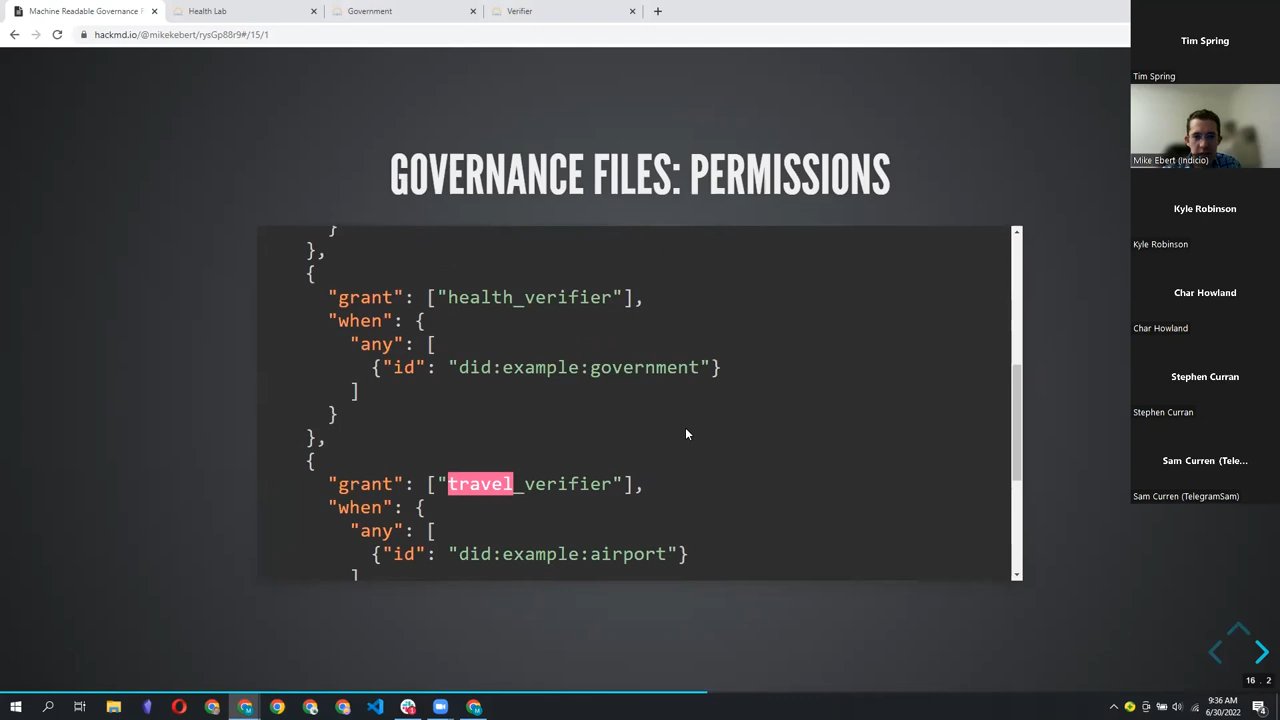 Machine Readable Governance F
Health Lab
Government
Verifier
hackmd.io/@mikekebert/rysGp88r9#/15/1
GOVERNANCE FILES: PERMISSIONS
}
},
{
"grant": ["health_verifier"],
"when": {
"any": [
{"id": "did:example:government"}
]
}
},
{
"grant": ["travel_verifier"],
"when": {
"any": [
{"id": "did:example:airport"}
]
Tim Spring
Tim Spring
Mike Ebert (Indicio)
Kyle Robinson
Kyle Robinson
Char Howland
Char Howland
Stephen Curran
Stephen Curran
Sam Curren (Tele...
Sam Curren (TelegramSam)
16 . 2
9:36 AM
6/30/2022
4